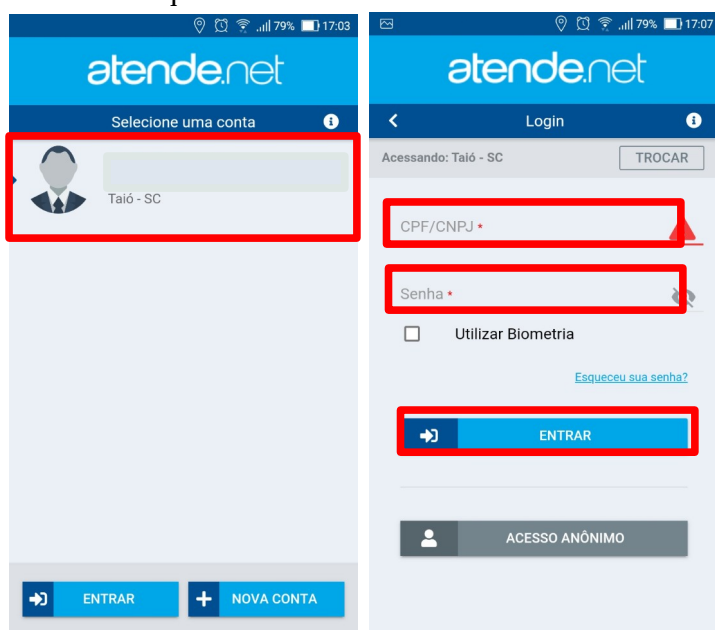 79% 17:03
atende.net
Selecione uma conta
Taió - SC
ENTRAR
NOVA CONTA
79% 17:07
atende.net
Login
Acessando: Taió - SC
TROCAR
CPF/CNPJ *
Senha *
Utilizar Biometria
Esqueceu sua senha?
ENTRAR
ACESSO ANÔNIMO